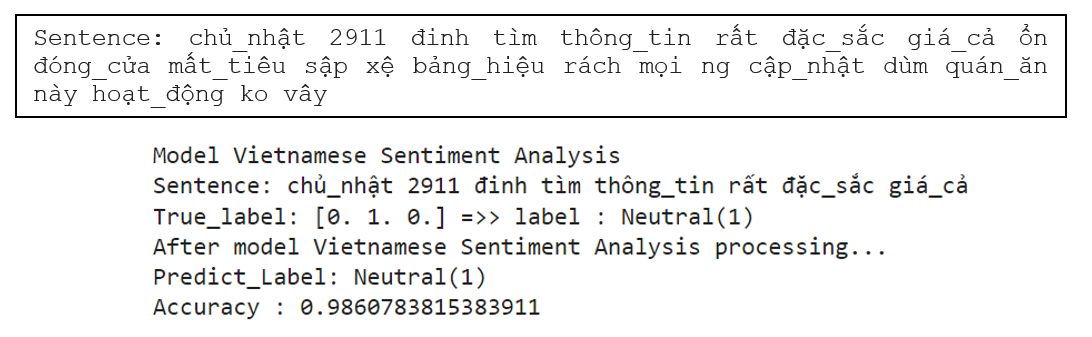 Sentence: chủ_nhật 2911 đinh tìm thông_tin rất đặc_sắc giá_cả ổn
đóng_cửa mất_tiêu sập xệ bảng_hiệu rách mọi ng cập_nhật dùm quán_ăn
này hoạt_động ko vây
Model Vietnamese Sentiment Analysis
Sentence: chủ_nhật 2911 đinh tìm thông_tin rất đặc_sắc giá_cả
True_label: [0. 1. 0.] =>> label : Neutral(1)
After model Vietnamese Sentiment Analysis processing...
Predict_Label: Neutral(1)
Accuracy : 0.9860783815383911